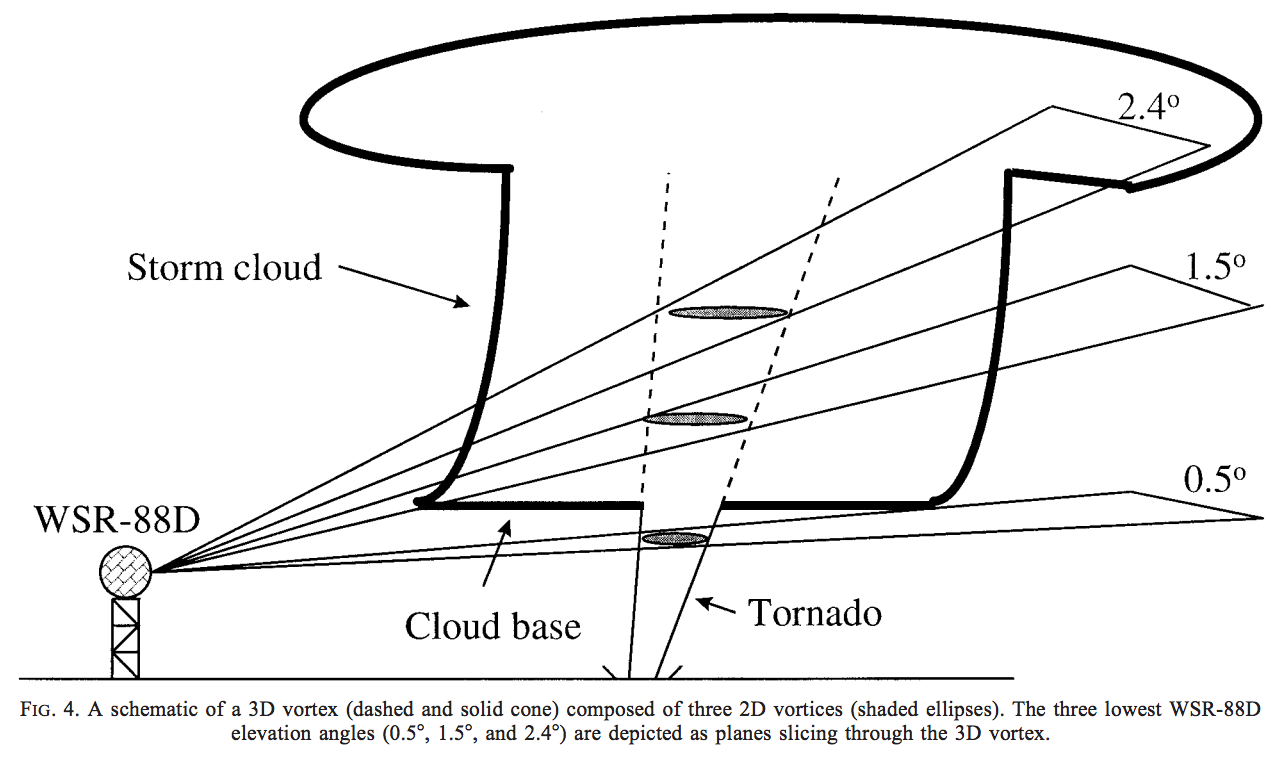 2.4°
Storm cloud
1.5°
0.5°
WSR-88D
Cloud base
Tornado
FIG. 4. A schematic of a 3D vortex (dashed and solid cone) composed of three 2D vortices (shaded ellipses). The three lowest WSR-88D
elevation angles (0.5°, 1.5°, and 2.4°) are depicted as planes slicing through the 3D vortex.